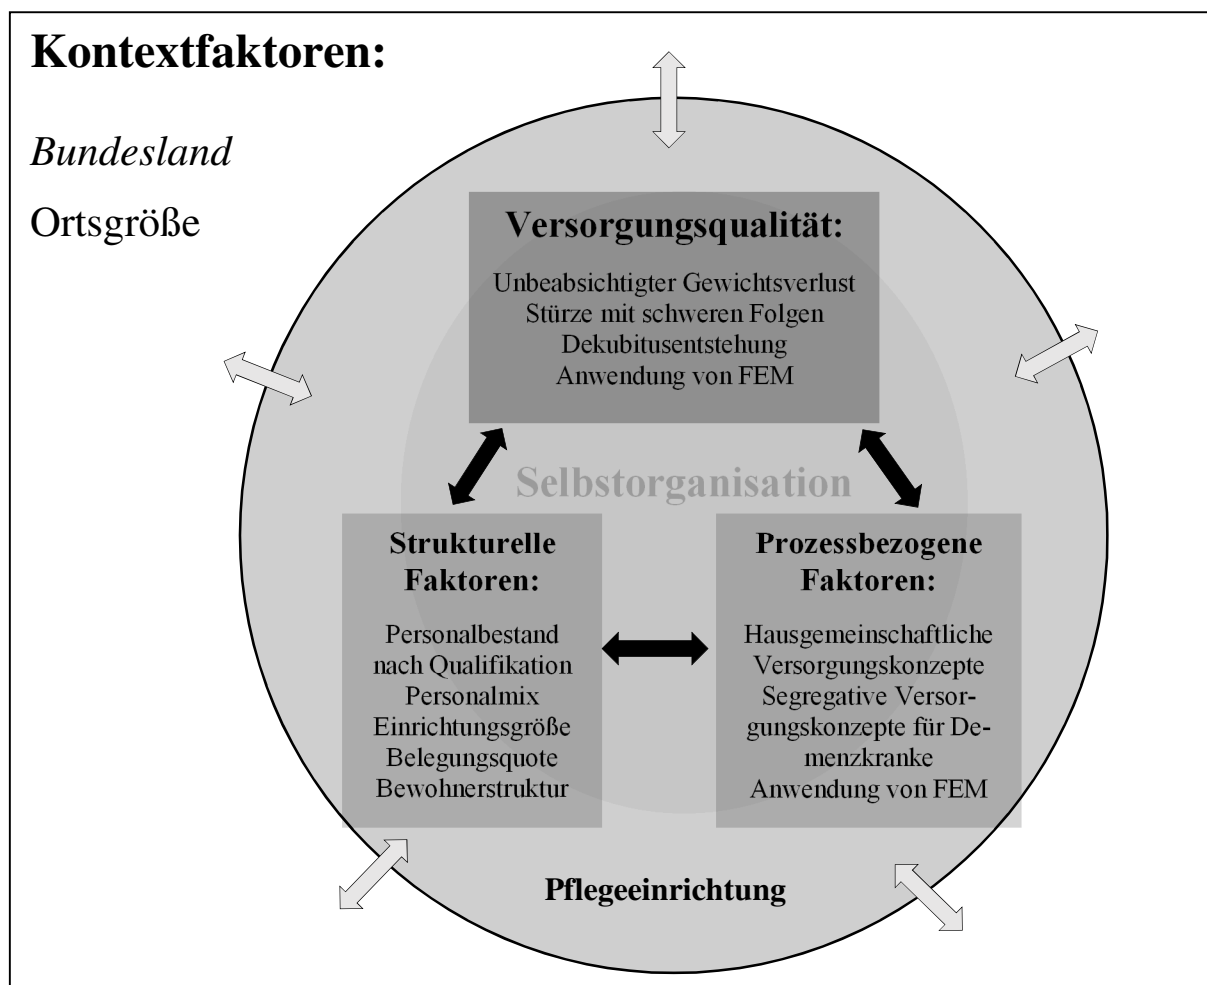 Kontextfaktoren:
Bundesland
Ortsgröße
Versorgungsqualität:
Unbeabsichtigter Gewichtsverlust
Stürze mit schweren Folgen
Dekubitusentstehung
Anwendung von FEM
Selbstorganisation
Strukturelle
Faktoren:
Personalbestand
nach Qualifikation
Personalmix
Einrichtungsgröße
Belegungsquote
Bewohnerstruktur
Prozessbezogene
Faktoren:
Hausgemeinschaftliche
Versorgungskonzepte
Segregative Versor-
gungskonzepte für De-
menzkranke
Anwendung von FEM
Pflegeeinrichtung